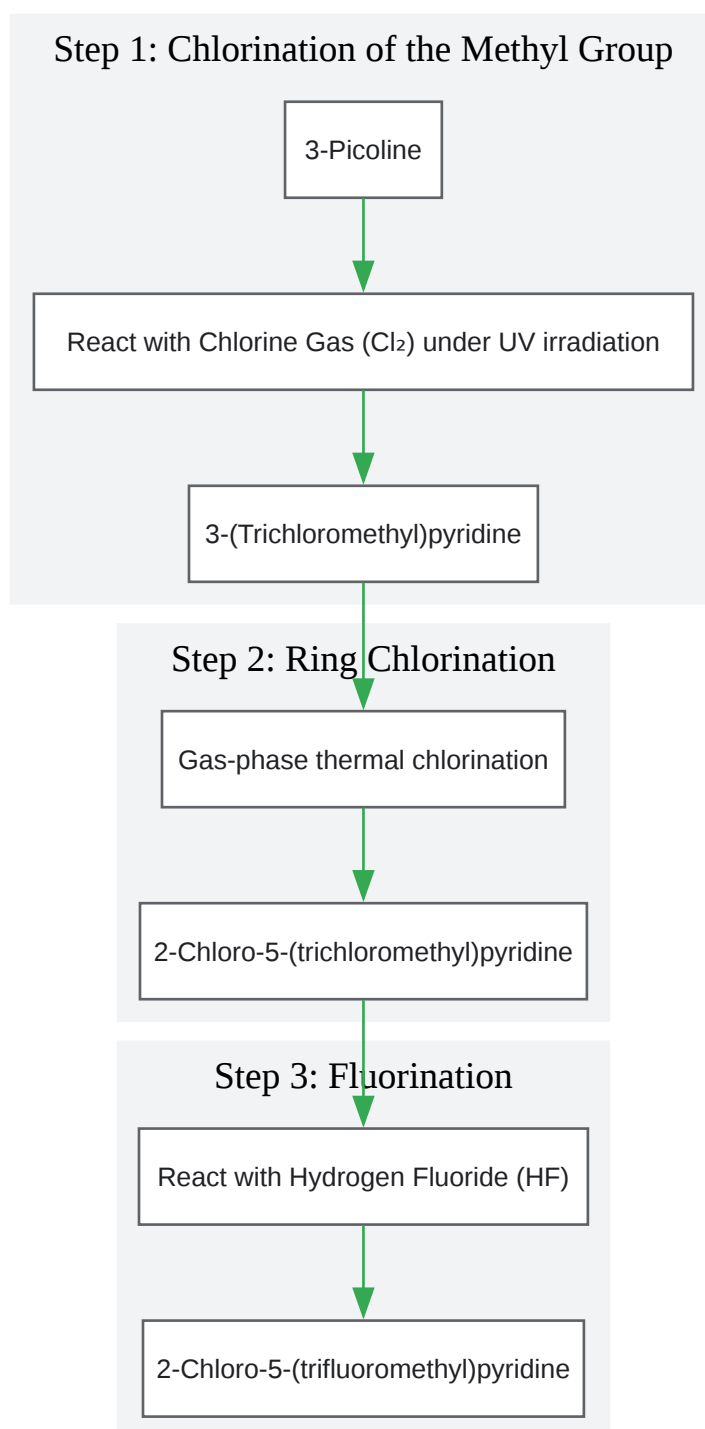 Step 1: Chlorination of the Methyl Group
3-Picoline
React with Chlorine Gas (Cl₂) under UV irradiation
3-(Trichloromethyl)pyridine
Step 2: Ring Chlorination
Gas-phase thermal chlorination
2-Chloro-5-(trichloromethyl)pyridine
Step 3: Fluorination
React with Hydrogen Fluoride (HF)
2-Chloro-5-(trifluoromethyl)pyridine